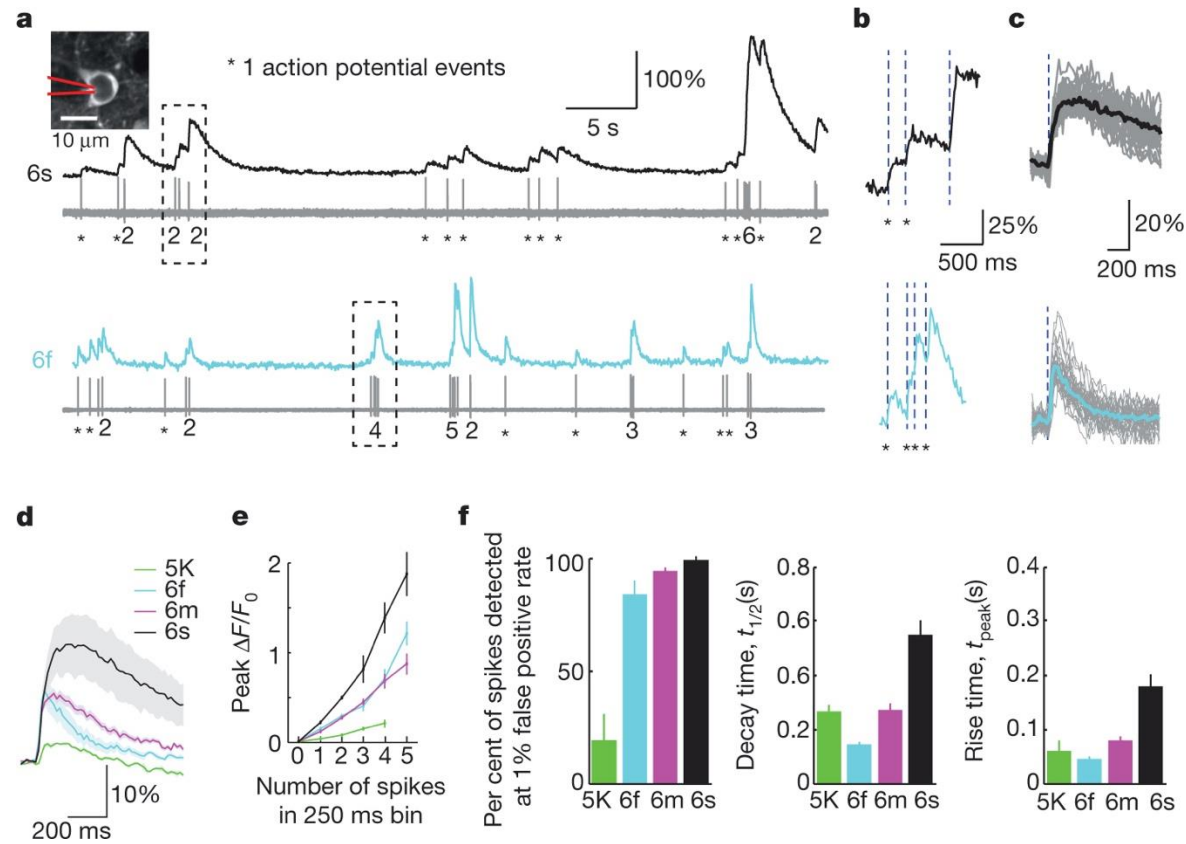 a
* 1 action potential events
100%
5 s
10 μm
6s
* * 2 2 2 * * * * * * * * 6 * 2
6f
* * 2 * 2 4 5 2 * * 3 * * * 3
b
* *
25%
500 ms
* * * *
c
20%
200 ms
d
5K
6f
6m
6s
10%
200 ms
e
Peak ΔF/F0
2
1
0
0 1 2 3 4 5
Number of spikes
in 250 ms bin
f
Per cent of spikes detected
at 1% false positive rate
100
50
0
5K 6f 6m 6s
Decay time, t1/2(s)
0.8
0.6
0.2
0
5K 6f 6m 6s
Rise time, tpeak(s)
0.4
0.3
0.2
0.1
0
5K 6f 6m 6s